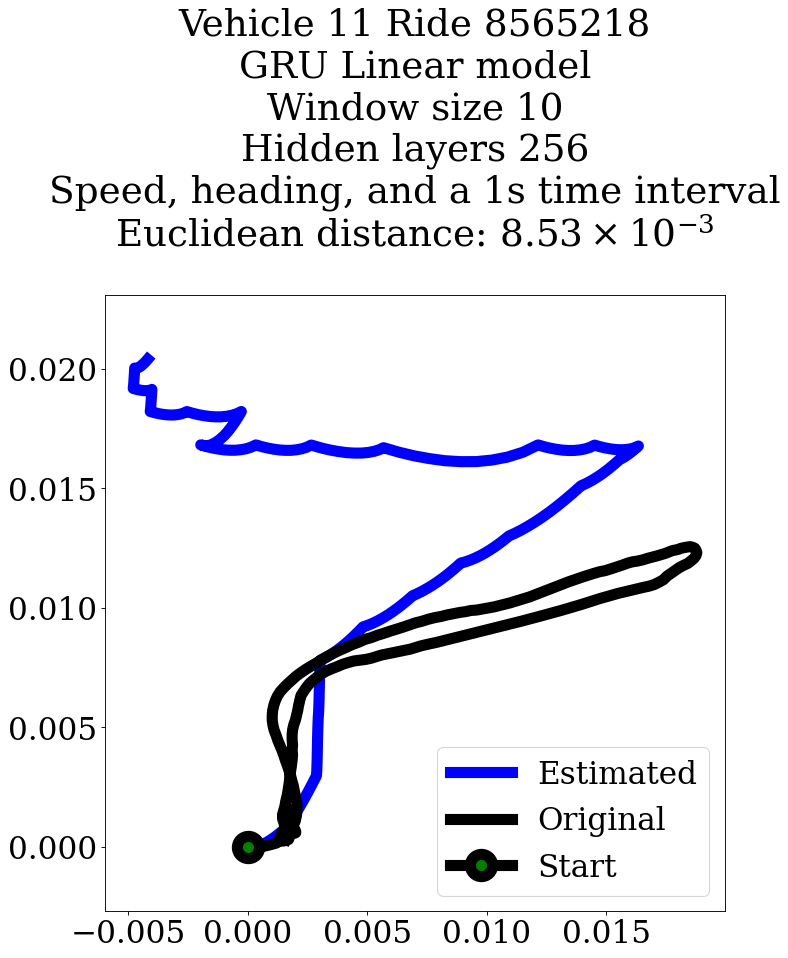 Vehicle 11 Ride 8565218
GRU Linear model
Window size 10
Hidden layers 256
Speed, heading, and a 1s time interval
Euclidean distance: 8.53 × 10⁻³
0.020
0.015
0.010
0.005
0.000
Estimated
Original
Start
−0.005 0.000 0.005 0.010 0.015